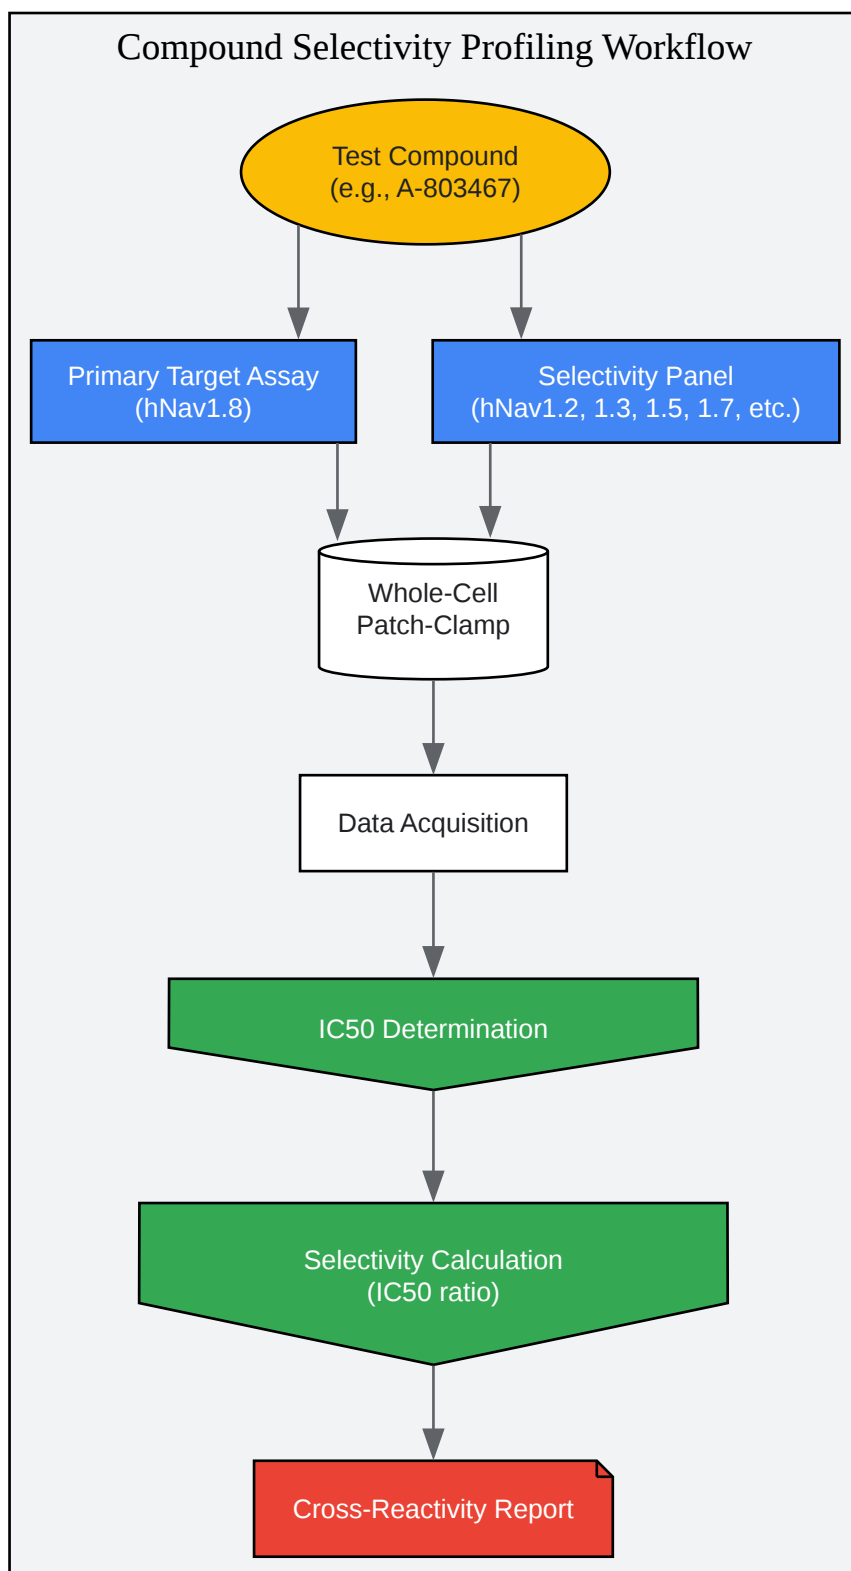 Compound Selectivity Profiling Workflow
Test Compound
(e.g., A-803467)
Primary Target Assay
(hNav1.8)
Selectivity Panel
(hNav1.2, 1.3, 1.5, 1.7, etc.)
Whole-Cell
Patch-Clamp
Data Acquisition
IC50 Determination
Selectivity Calculation
(IC50 ratio)
Cross-Reactivity Report